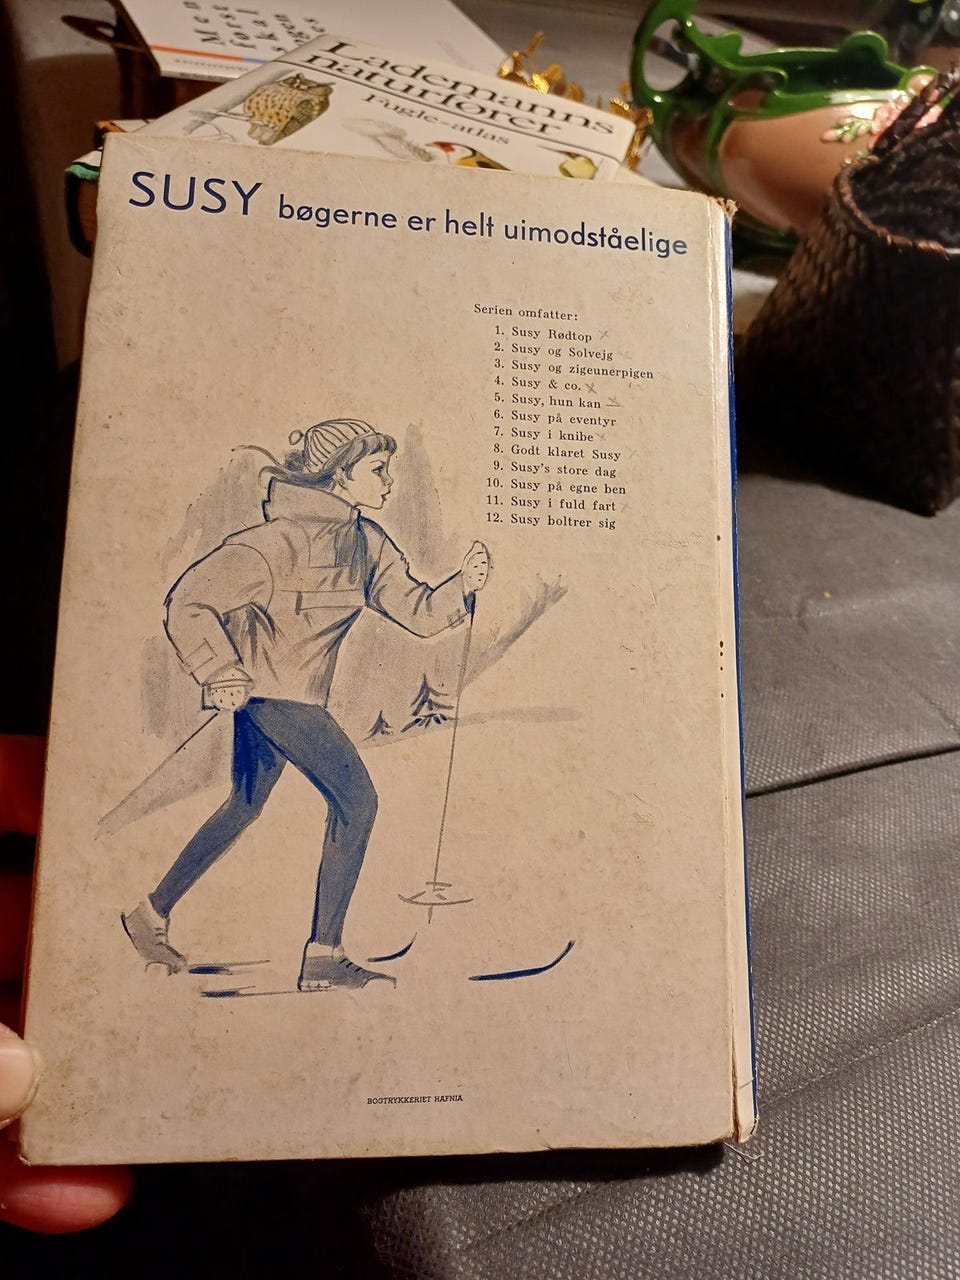 Lademanns
naturfører
Fugle-atlas
SUSY bøgerne er helt uimodståelige
Serien omfatter:
1. Susy Rødtop
2. Susy og Solvejg
3. Susy og zigeunerpigen
4. Susy & co.
5. Susy, hun kan
6. Susy på eventyr
7. Susy i knibe
8. Godt klaret Susy
9. Susy's store dag
10. Susy på egne ben
11. Susy i fuld fart
12. Susy boltrer sig
BOGTRYKKERIET HAFNIA